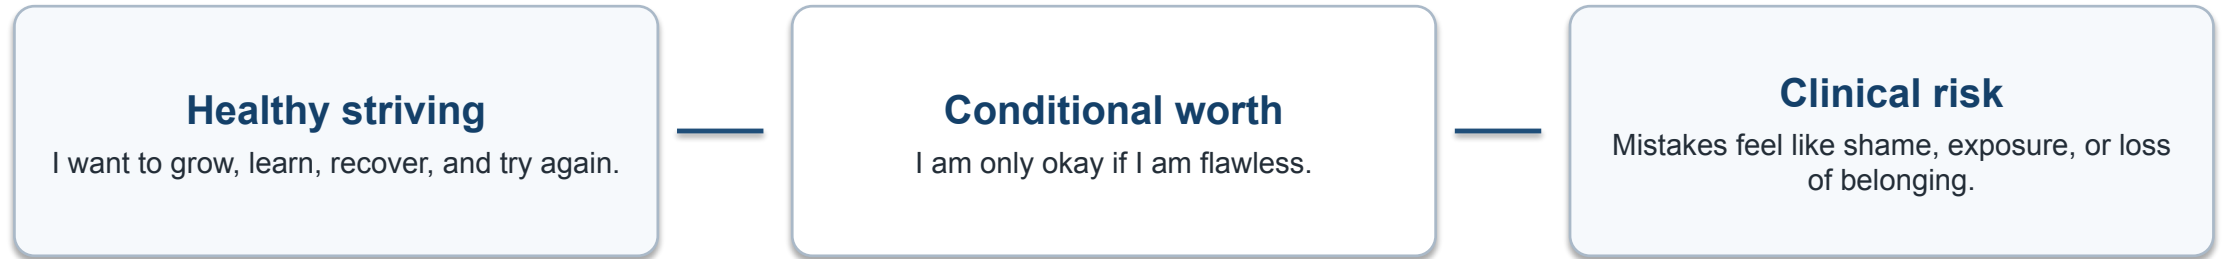 Healthy striving
I want to grow, learn, recover, and try again.
Conditional worth
I am only okay if I am flawless.
Clinical risk
Mistakes feel like shame, exposure, or loss
of belonging.